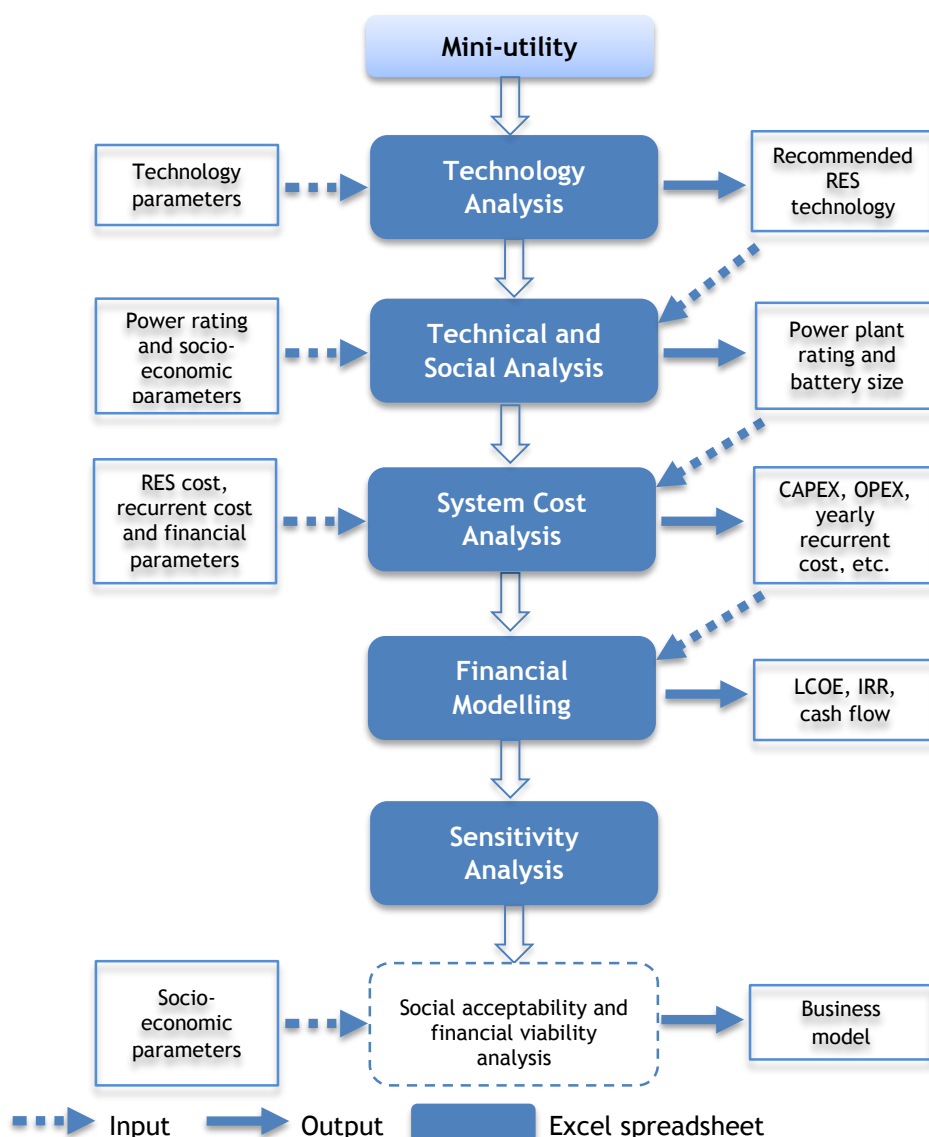 Mini-utility
Technology
parameters
Technology
Analysis
Recommended
RES
technology
Power rating
and socio-
economic
parameters
Technical and
Social Analysis
Power plant
rating and
battery size
RES cost,
recurrent cost
and financial
parameters
System Cost
Analysis
CAPEX, OPEX,
yearly
recurrent
cost, etc.
Financial
Modelling
LCOE, IRR,
cash flow
Sensitivity
Analysis
Socio-
economic
parameters
Social acceptability and
financial viability
analysis
Business
model
Input Output Excel spreadsheet